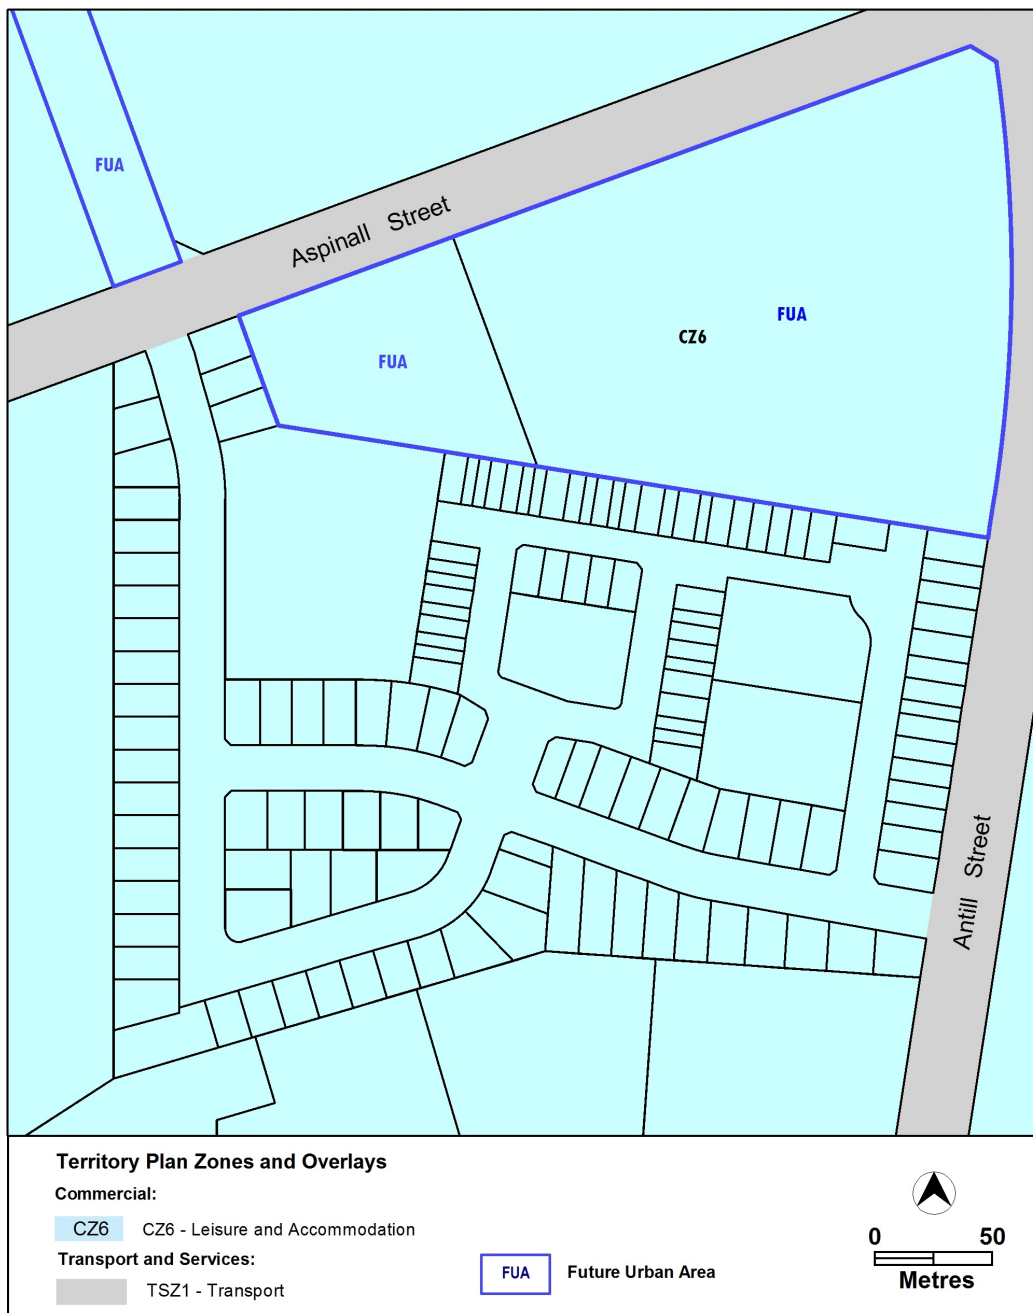 FUA
Aspinall Street
FUA
CZ6
FUA
Antill Street
Territory Plan Zones and Overlays
Commercial:
CZ6 CZ6 - Leisure and Accommodation
Transport and Services:
TSZ1 - Transport
FUA Future Urban Area
0 50
Metres